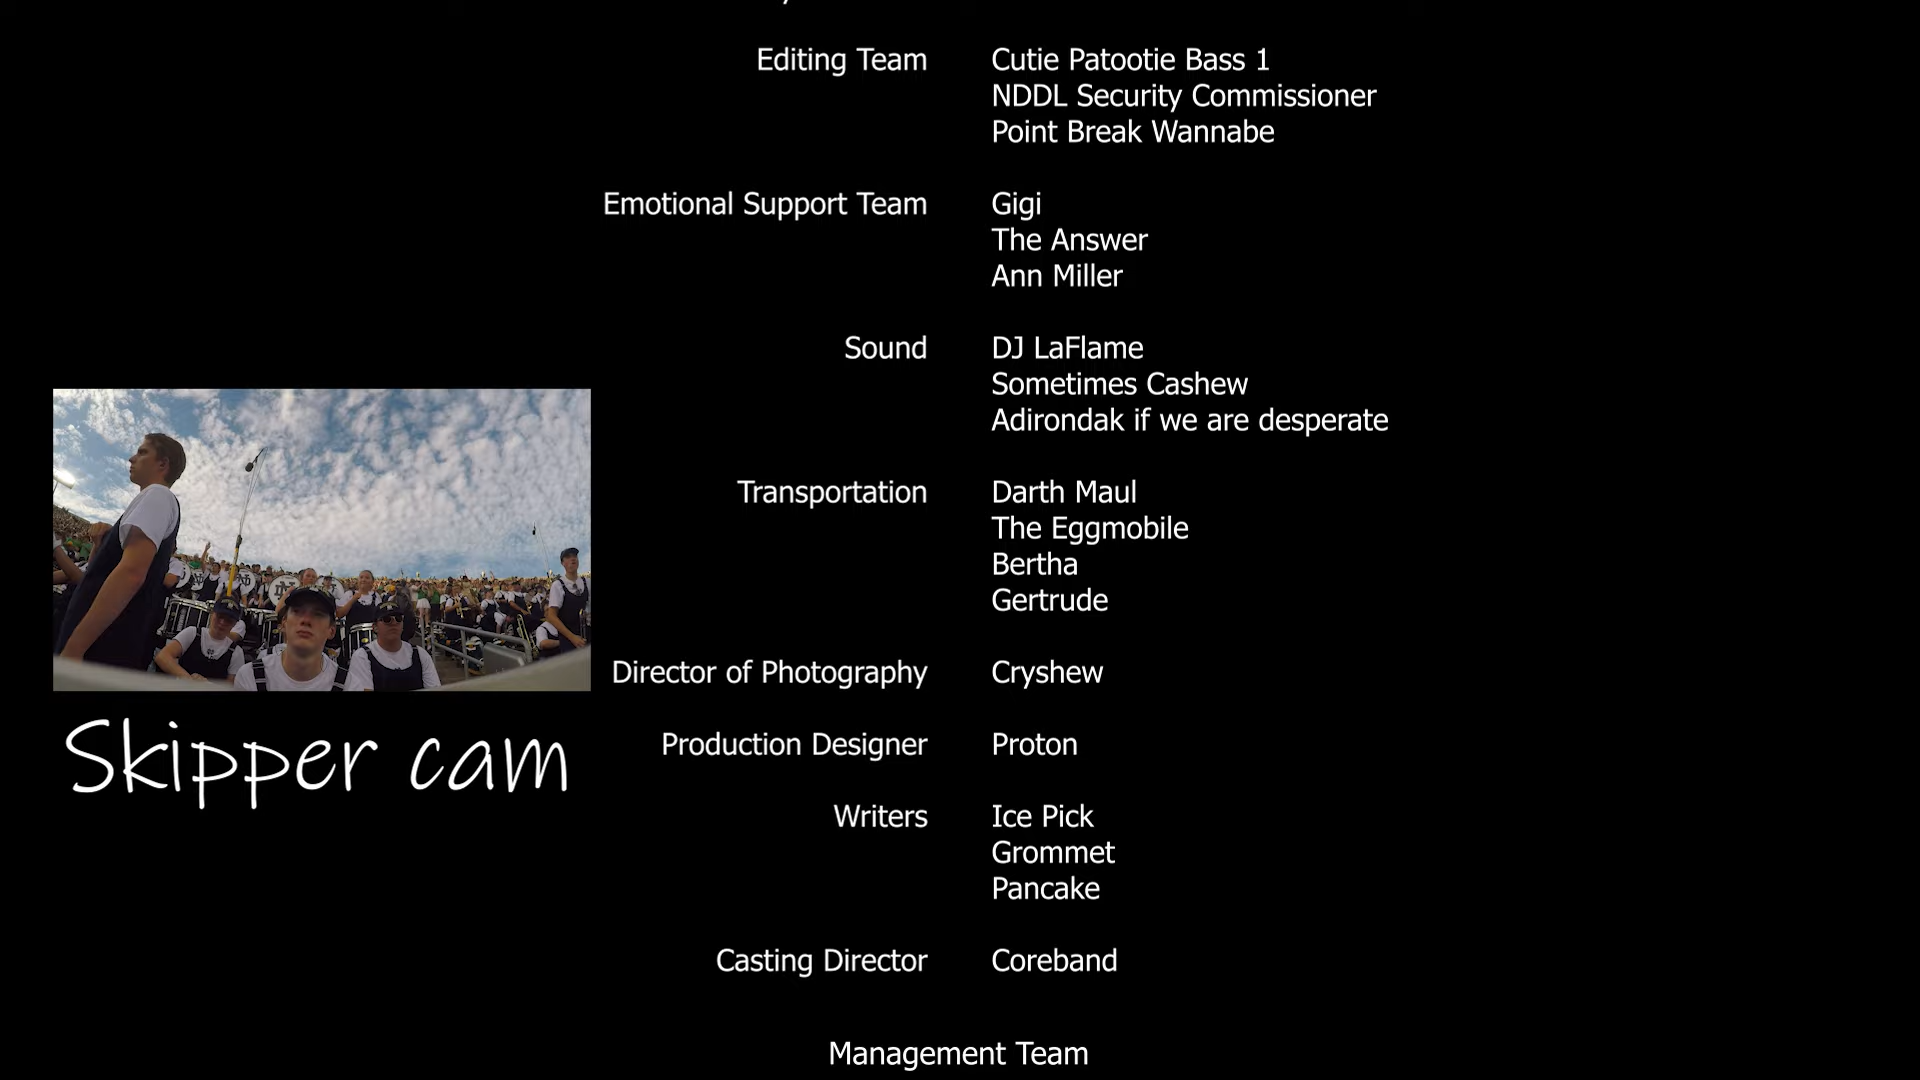 Editing Team Cutie Patootie Bass 1
NDDL Security Commissioner
Point Break Wannabe
Emotional Support Team Gigi
The Answer
Ann Miller
Sound DJ LaFlame
Sometimes Cashew
Adirondak if we are desperate
Transportation Darth Maul
The Eggmobile
Bertha
Gertrude
Director of Photography Cryshew
Production Designer Proton
Writers Ice Pick
Grommet
Pancake
Casting Director Coreband
Management Team
Skipper cam